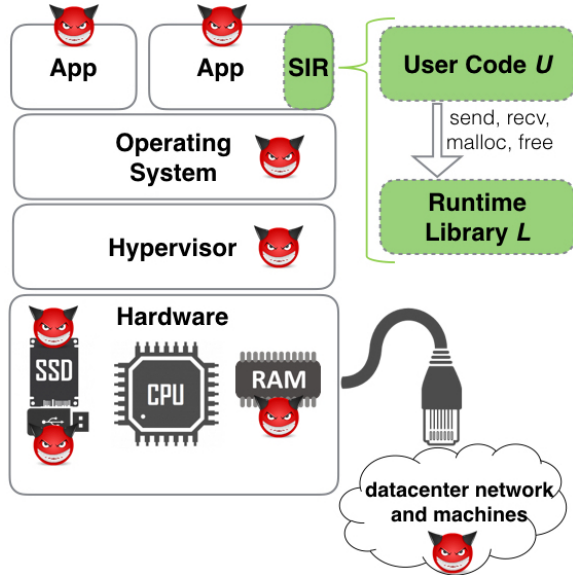 App
App
SIR
User Code U
send, recv,
malloc, free
Operating
System
Runtime
Library L
Hypervisor
Hardware
SSD
CPU
RAM
datacenter network
and machines